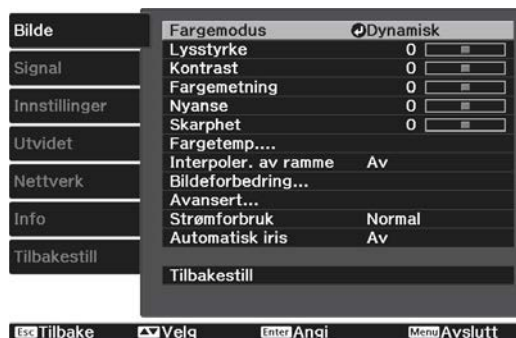 Bilde
Signal
Innstillinger
Utvidet
Nettverk
Info
Tilbakestill
Fargemodus Dynamisk
Lysstyrke 0
Kontrast 0
Fargemetning 0
Nyanse 0
Skarphet 0
Fargetemp....
Interpoler. av ramme Av
Bildeforbedring...
Avansert...
Strømforbruk Normal
Automatisk iris Av
Tilbakestill
Esc Tilbake Velg Enter Angi Menu Avslutt